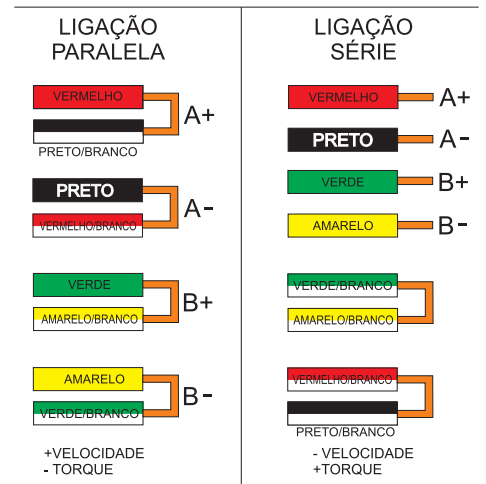 LIGAÇÃO
PARALELA
VERMELHO
A+
PRETO/BRANCO
PRETO
A-
VERMELHO/BRANCO
VERDE
B+
AMARELO/BRANCO
AMARELO
B-
VERDE/BRANCO
+VELOCIDADE
- TORQUE
LIGAÇÃO
SÉRIE
VERMELHO A+
PRETO A-
VERDE B+
AMARELO B-
VERDE/BRANCO
AMARELO/BRANCO
VERMELHO/BRANCO
PRETO/BRANCO
- VELOCIDADE
+TORQUE